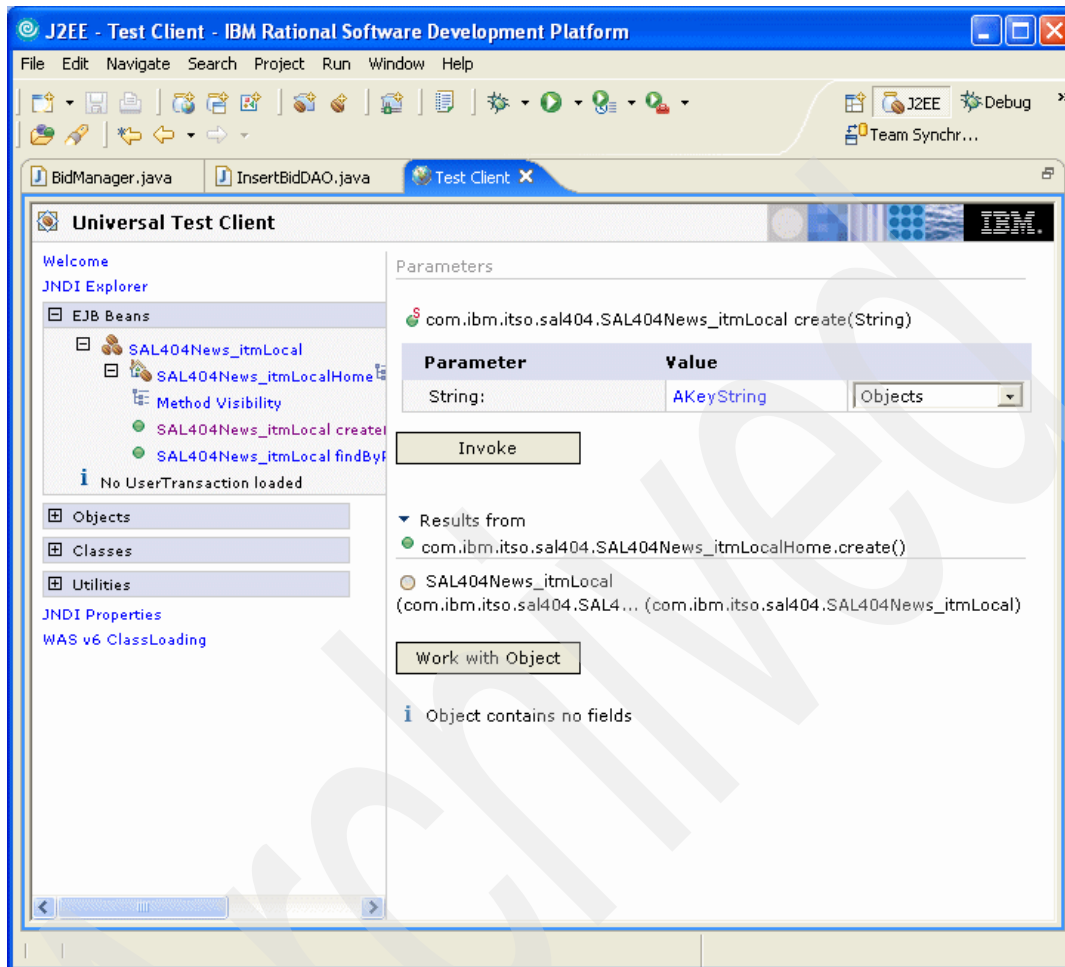 J2EE - Test Client - IBM Rational Software Development Platform
File Edit Navigate Search Project Run Window Help
J2EE Debug
Team Synchr...
BidManager.java InsertBidDAO.java Test Client
Universal Test Client IBM.
Welcome
JNDI Explorer
EJB Beans
SAL404News_itmLocal
SAL404News_itmLocalHome
Method Visibility
SAL404News_itmLocal create(
SAL404News_itmLocal findByP
No UserTransaction loaded
Objects
Classes
Utilities
JNDI Properties
WAS v6 ClassLoading
Parameters
com.ibm.itso.sal404.SAL404News_itmLocal create(String)
Parameter Value
String: AKeyString Objects
Invoke
Results from
com.ibm.itso.sal404.SAL404News_itmLocalHome.create()
SAL404News_itmLocal
(com.ibm.itso.sal404.SAL4... (com.ibm.itso.sal404.SAL404News_itmLocal)
Work with Object
Object contains no fields
Archived